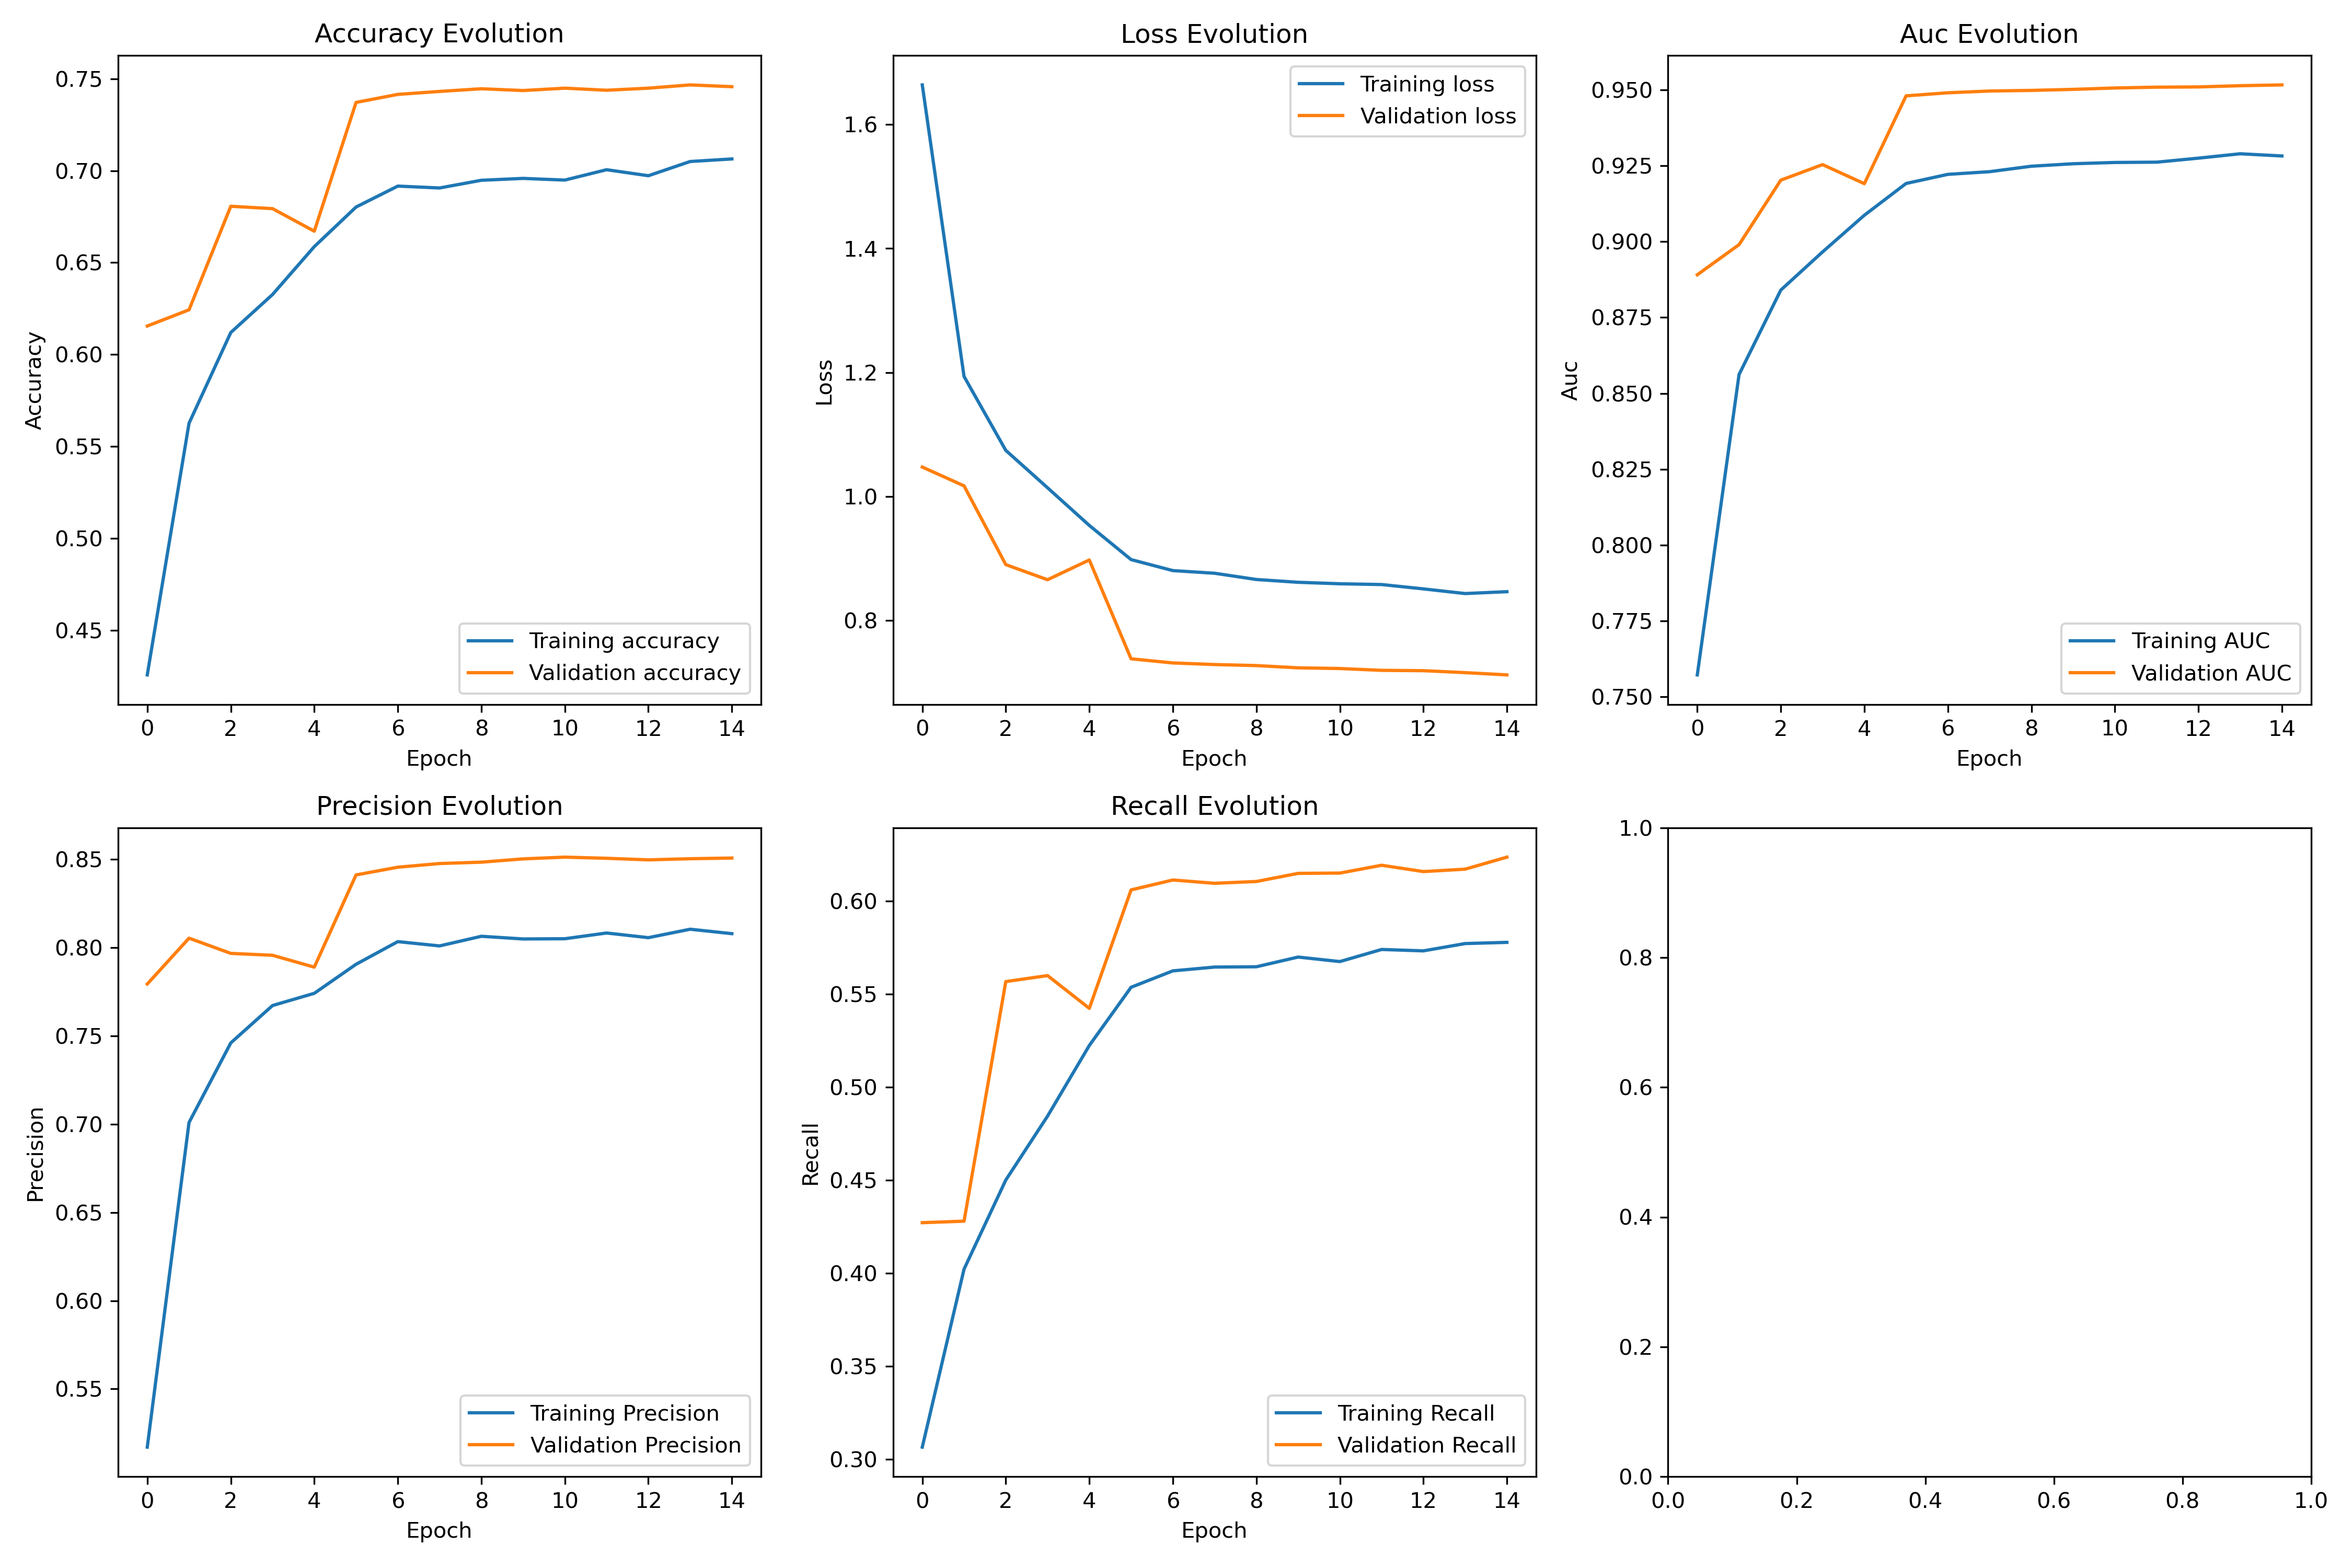 Accuracy Evolution
Accuracy
0.75
0.70
0.65
0.60
0.55
0.50
0.45
Training accuracy
Validation accuracy
0 2 4 6 8 10 12 14
Epoch
Loss Evolution
Loss
1.6
1.4
1.2
1.0
0.8
Training loss
Validation loss
0 2 4 6 8 10 12 14
Epoch
Auc Evolution
Auc
0.950
0.925
0.900
0.875
0.850
0.825
0.800
0.775
0.750
Training AUC
Validation AUC
0 2 4 6 8 10 12 14
Epoch
Precision Evolution
Precision
0.85
0.80
0.75
0.70
0.65
0.60
0.55
Training Precision
Validation Precision
0 2 4 6 8 10 12 14
Epoch
Recall Evolution
Recall
0.60
0.55
0.50
0.45
0.40
0.35
0.30
Training Recall
Validation Recall
0 2 4 6 8 10 12 14
Epoch
1.0
0.8
0.6
0.4
0.2
0.0
0.0 0.2 0.4 0.6 0.8 1.0